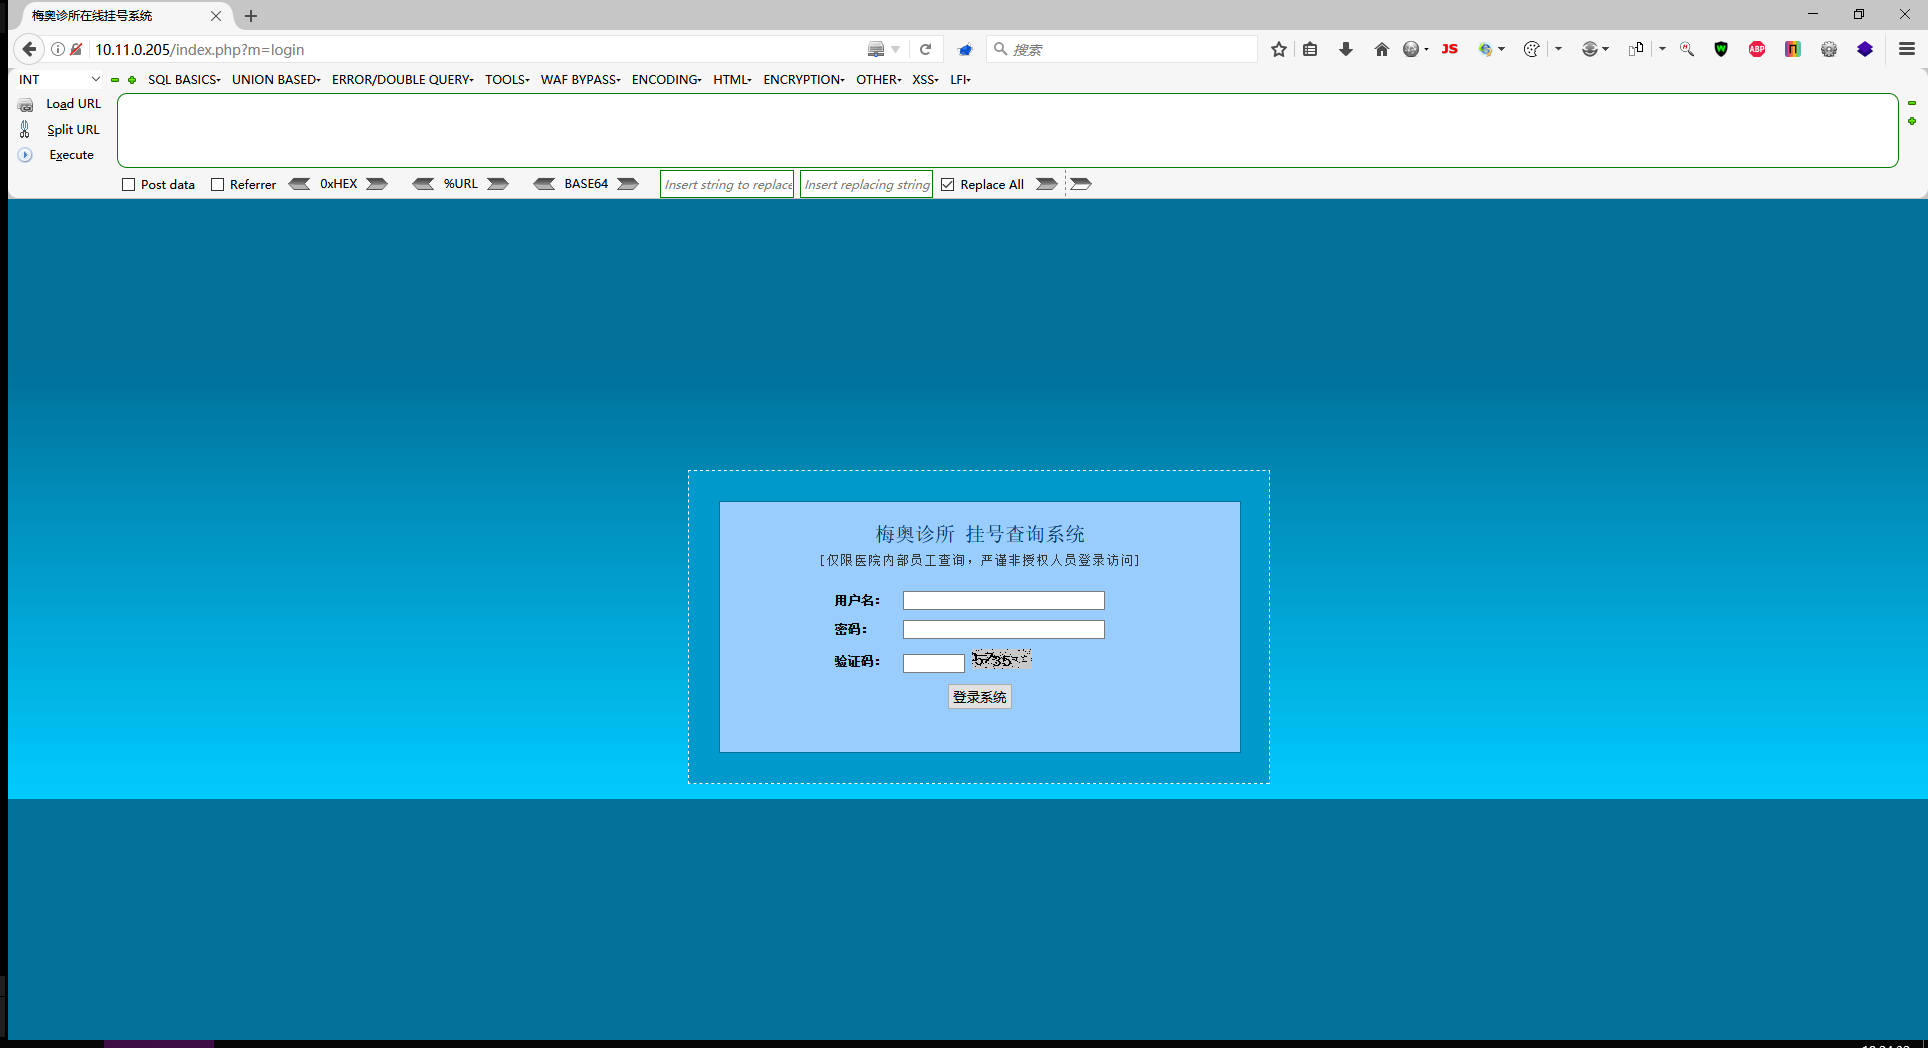 梅奥诊所在线挂号系统
10.11.0.205/index.php?m=login
搜索
JS
ABP
INT
SQL BASICS
UNION BASED
ERROR/DOUBLE QUERY
TOOLS
WAF BYPASS
ENCODING
HTML
ENCRYPTION
OTHER
XSS
LFI
Load URL
Split URL
Execute
Post data
Referrer
0xHEX
%URL
BASE64
Insert string to replace
Insert replacing string
Replace All
梅奥诊所 挂号查询系统
[仅限医院内部员工查询，严谨非授权人员登录访问]
用户名：
密码：
验证码：
登录系统